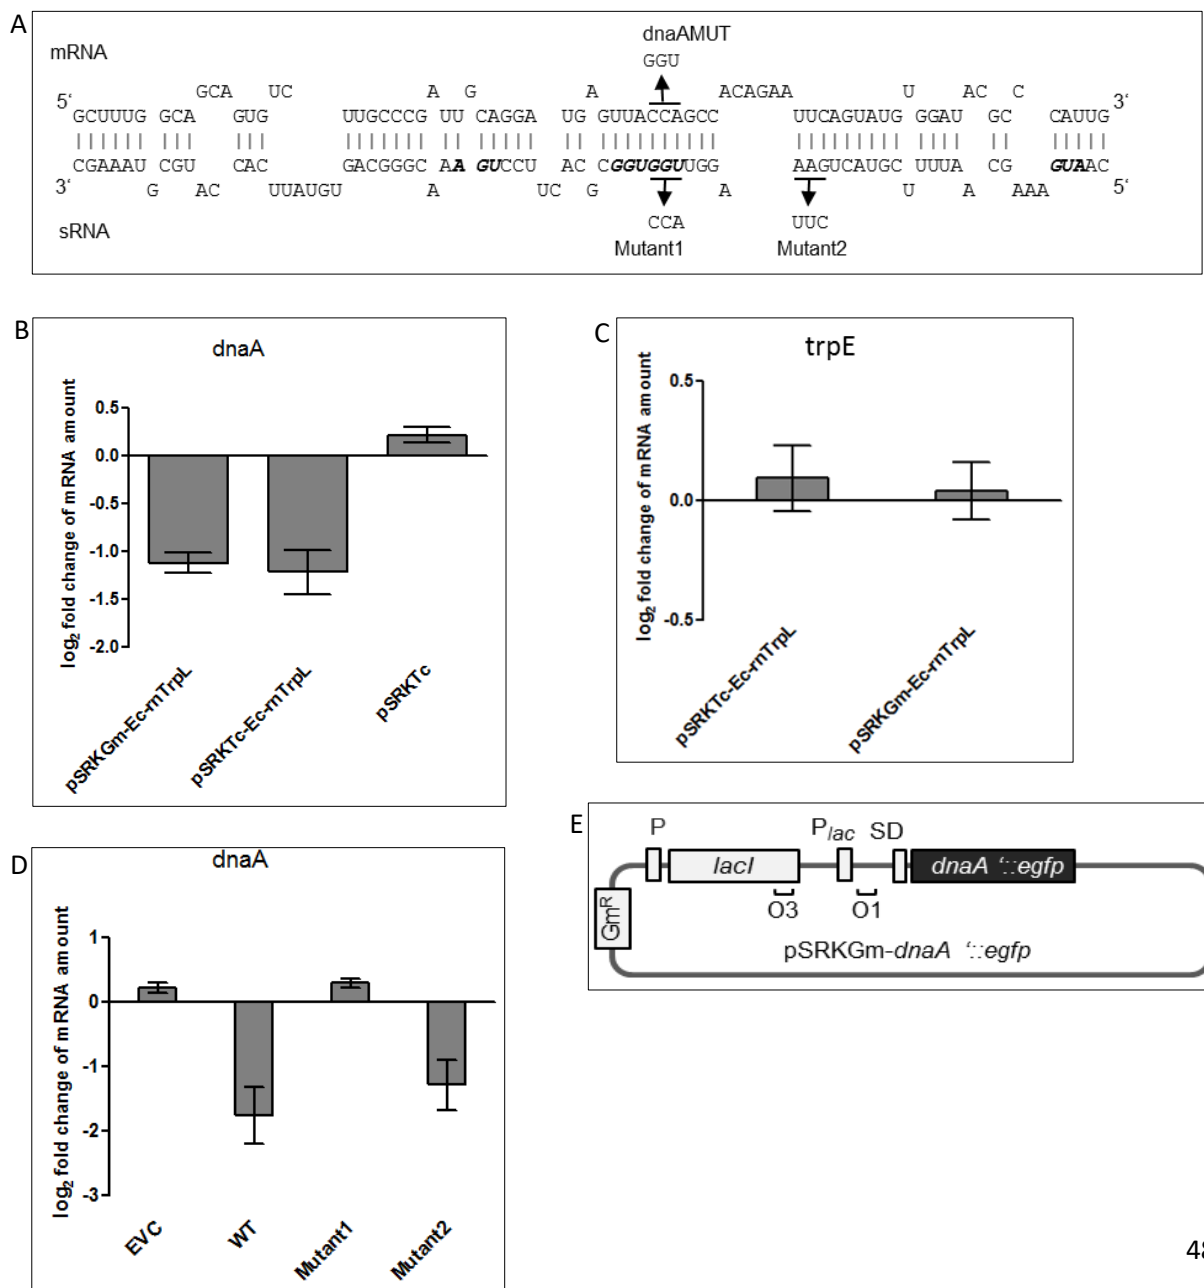 A
mRNA
dnaAMUT
GGU
GCA UC A G A ACAGAA U AC C
5‘ GCUUUG GCA GUG UUGCCCG UU CAGGA UG GUUACCAGCC UUCAGUAUG GGAU GC CAUUG 3‘
CGAAAU CGU CAC GACGGGC AA GUCCUU AC CGGUGGUUGG AAGUCAUGC UUUA CG GUAAC
3‘ G AC UUAUGU A UC G A U A AAA 5‘
sRNA
CCA UUC
Mutant1 Mutant2
B
dnaA
log2 fold change of mRNA amount
0.5
0.0
-0.5
-1.0
-1.5
-2.0
pSRKGm-Ec-rnTrpL
pSRKTc-Ec-rnTrpL
pSRKTc
C
trpE
log2 fold change of mRNA amount
0.5
0.0
-0.5
pSRKTc-Ec-rnTrpL
pSRKGm-Ec-rnTrpL
D
dnaA
log2 fold change of mRNA amount
1
0
-1
-2
-3
EVC
WT
Mutant1
Mutant2
E
P Plac SD
lacI dnaA ‘::egfp
O3 O1
GmR
pSRKGm-dnaA ‘::egfp
48